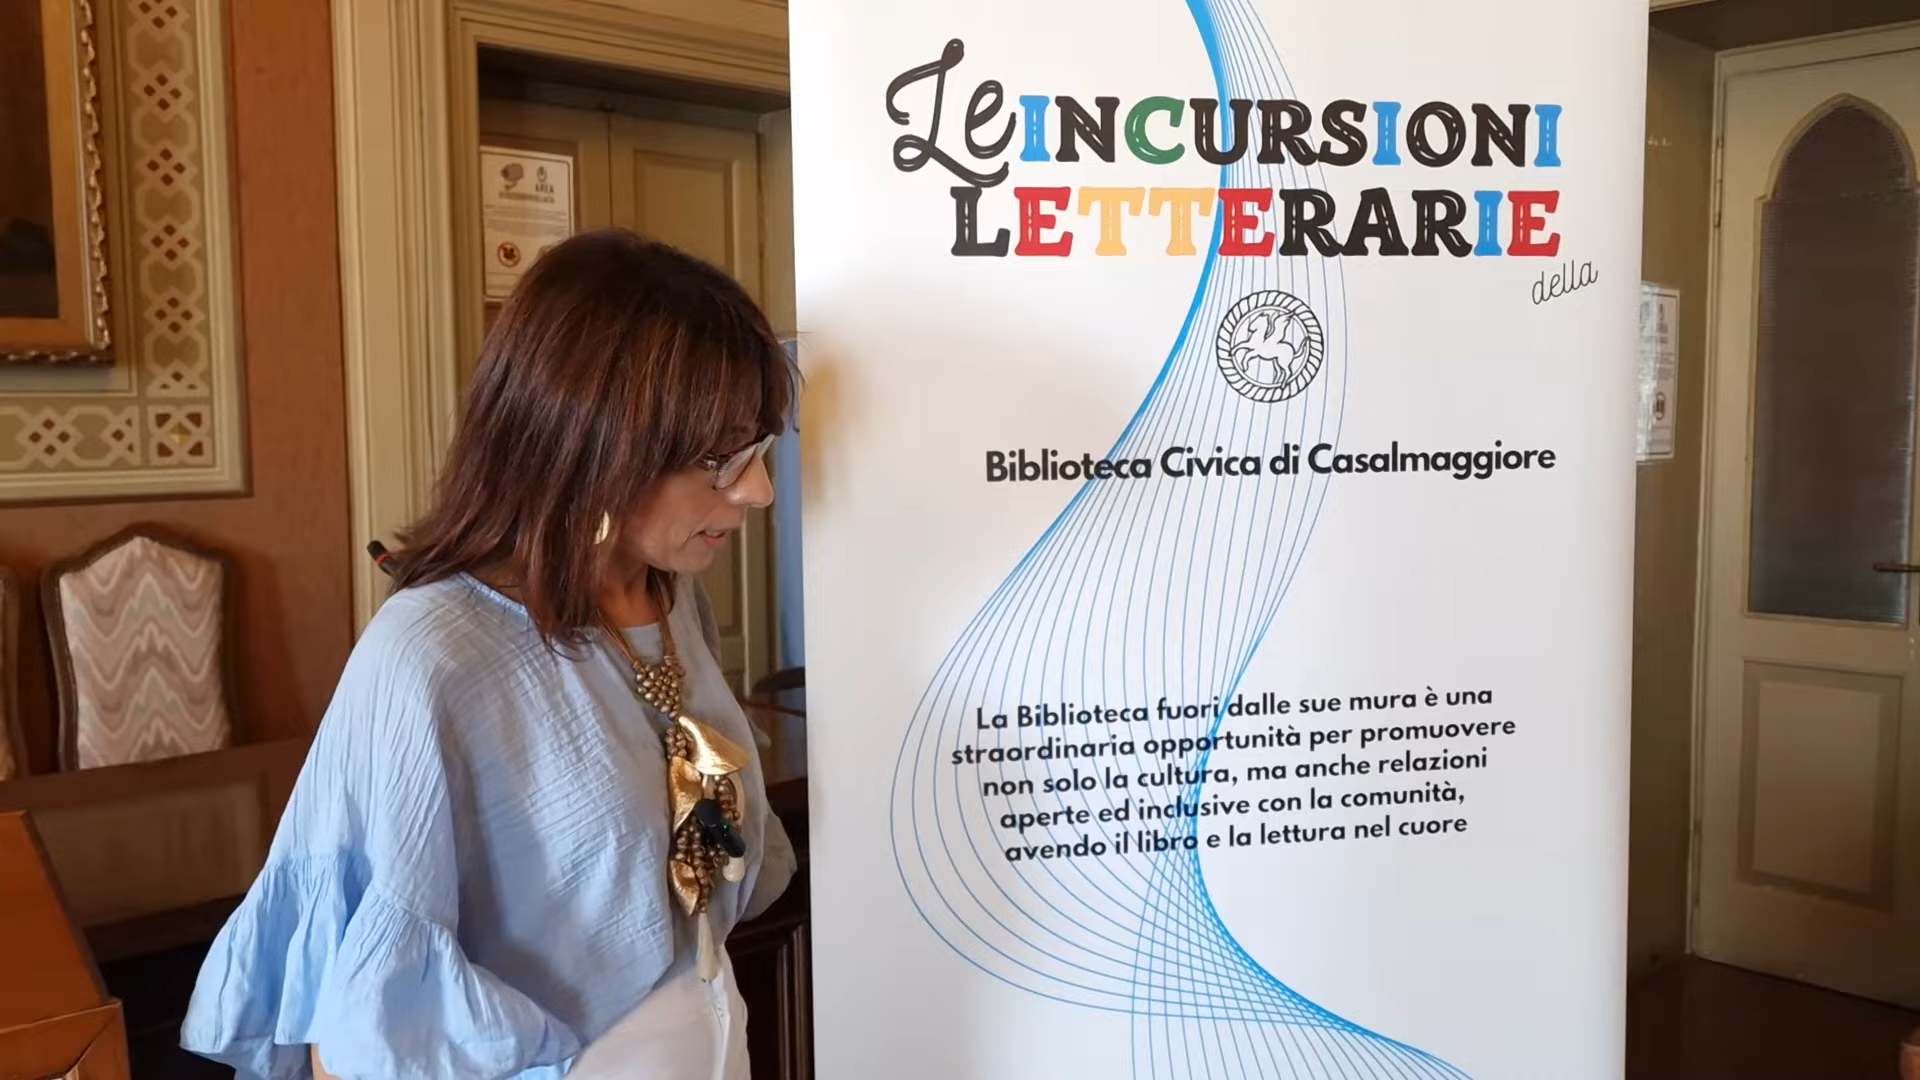 Le INCURSIONI
LETTERARIE
della
Biblioteca Civica di Casalmaggiore
La Biblioteca fuori dalle sue mura è una
straordinaria opportunità per promuovere
non solo la cultura, ma anche relazioni
aperte ed inclusive con la comunità,
avendo il libro e la lettura nel cuore
AREA